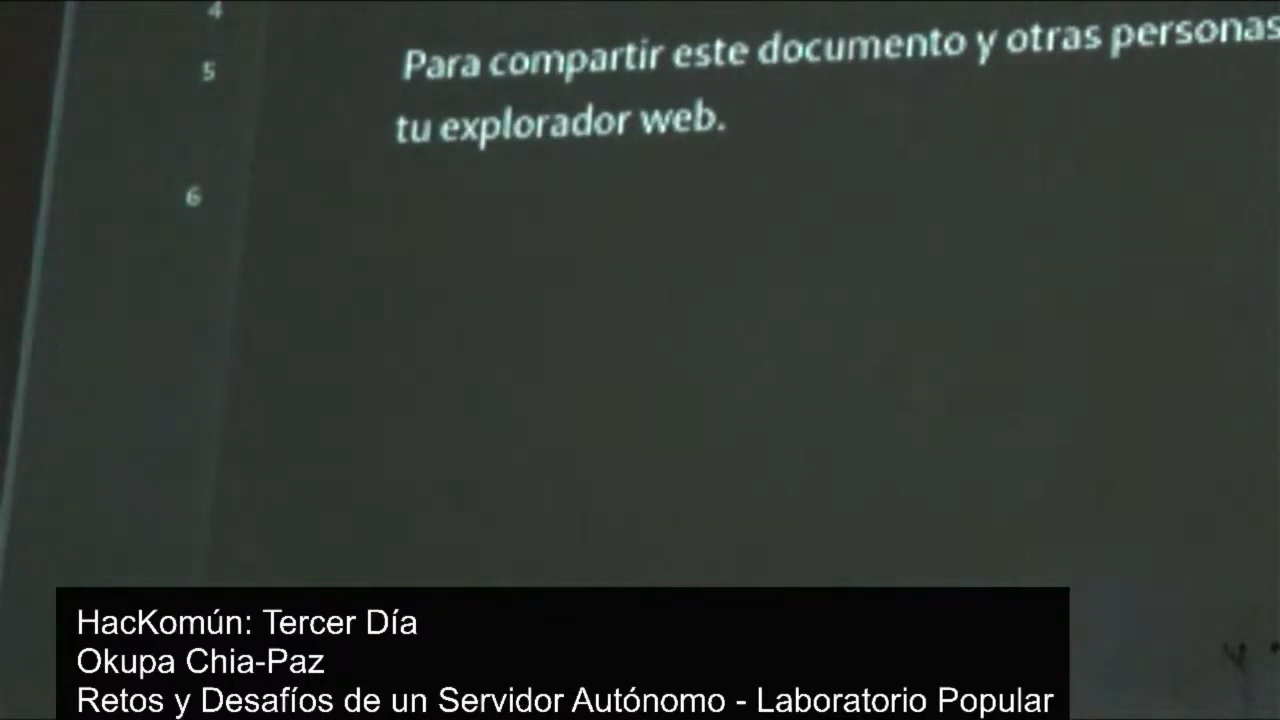 4
5
Para compartir este documento y otras personas
tu explorador web.
6
HacKomún: Tercer Día
Okupa Chia-Paz
Retos y Desafíos de un Servidor Autónomo - Laboratorio Popular